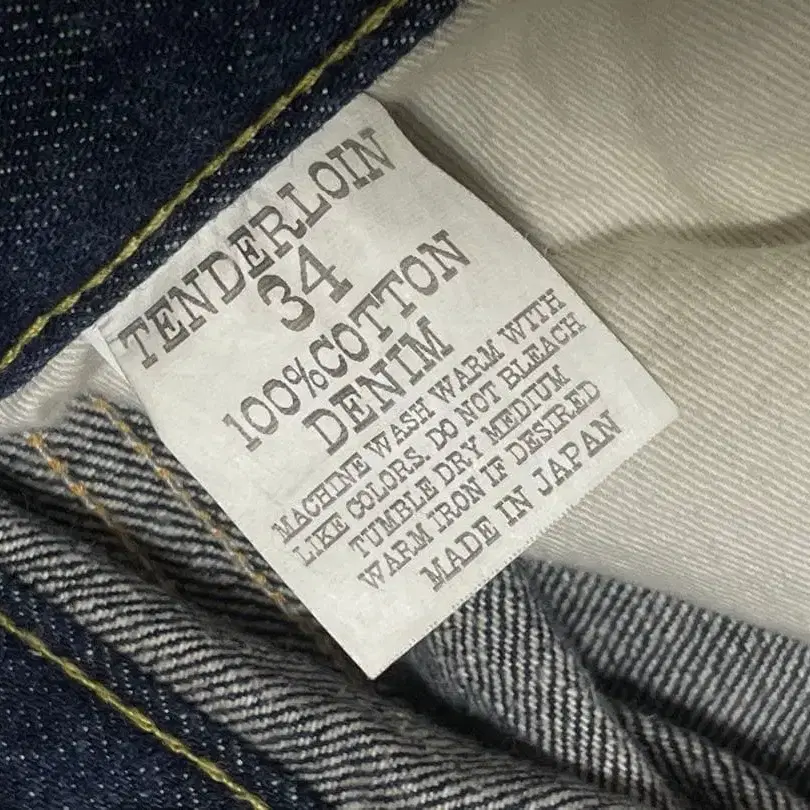 TENDERLOIN
34
100%COTTON
DENIM
MACHINE WASH WARM WITH
LIKE COLORS. DO NOT BLEACH
TUMBLE DRY MEDIUM
WARM IRON IF DESIRED
MADE IN JAPAN